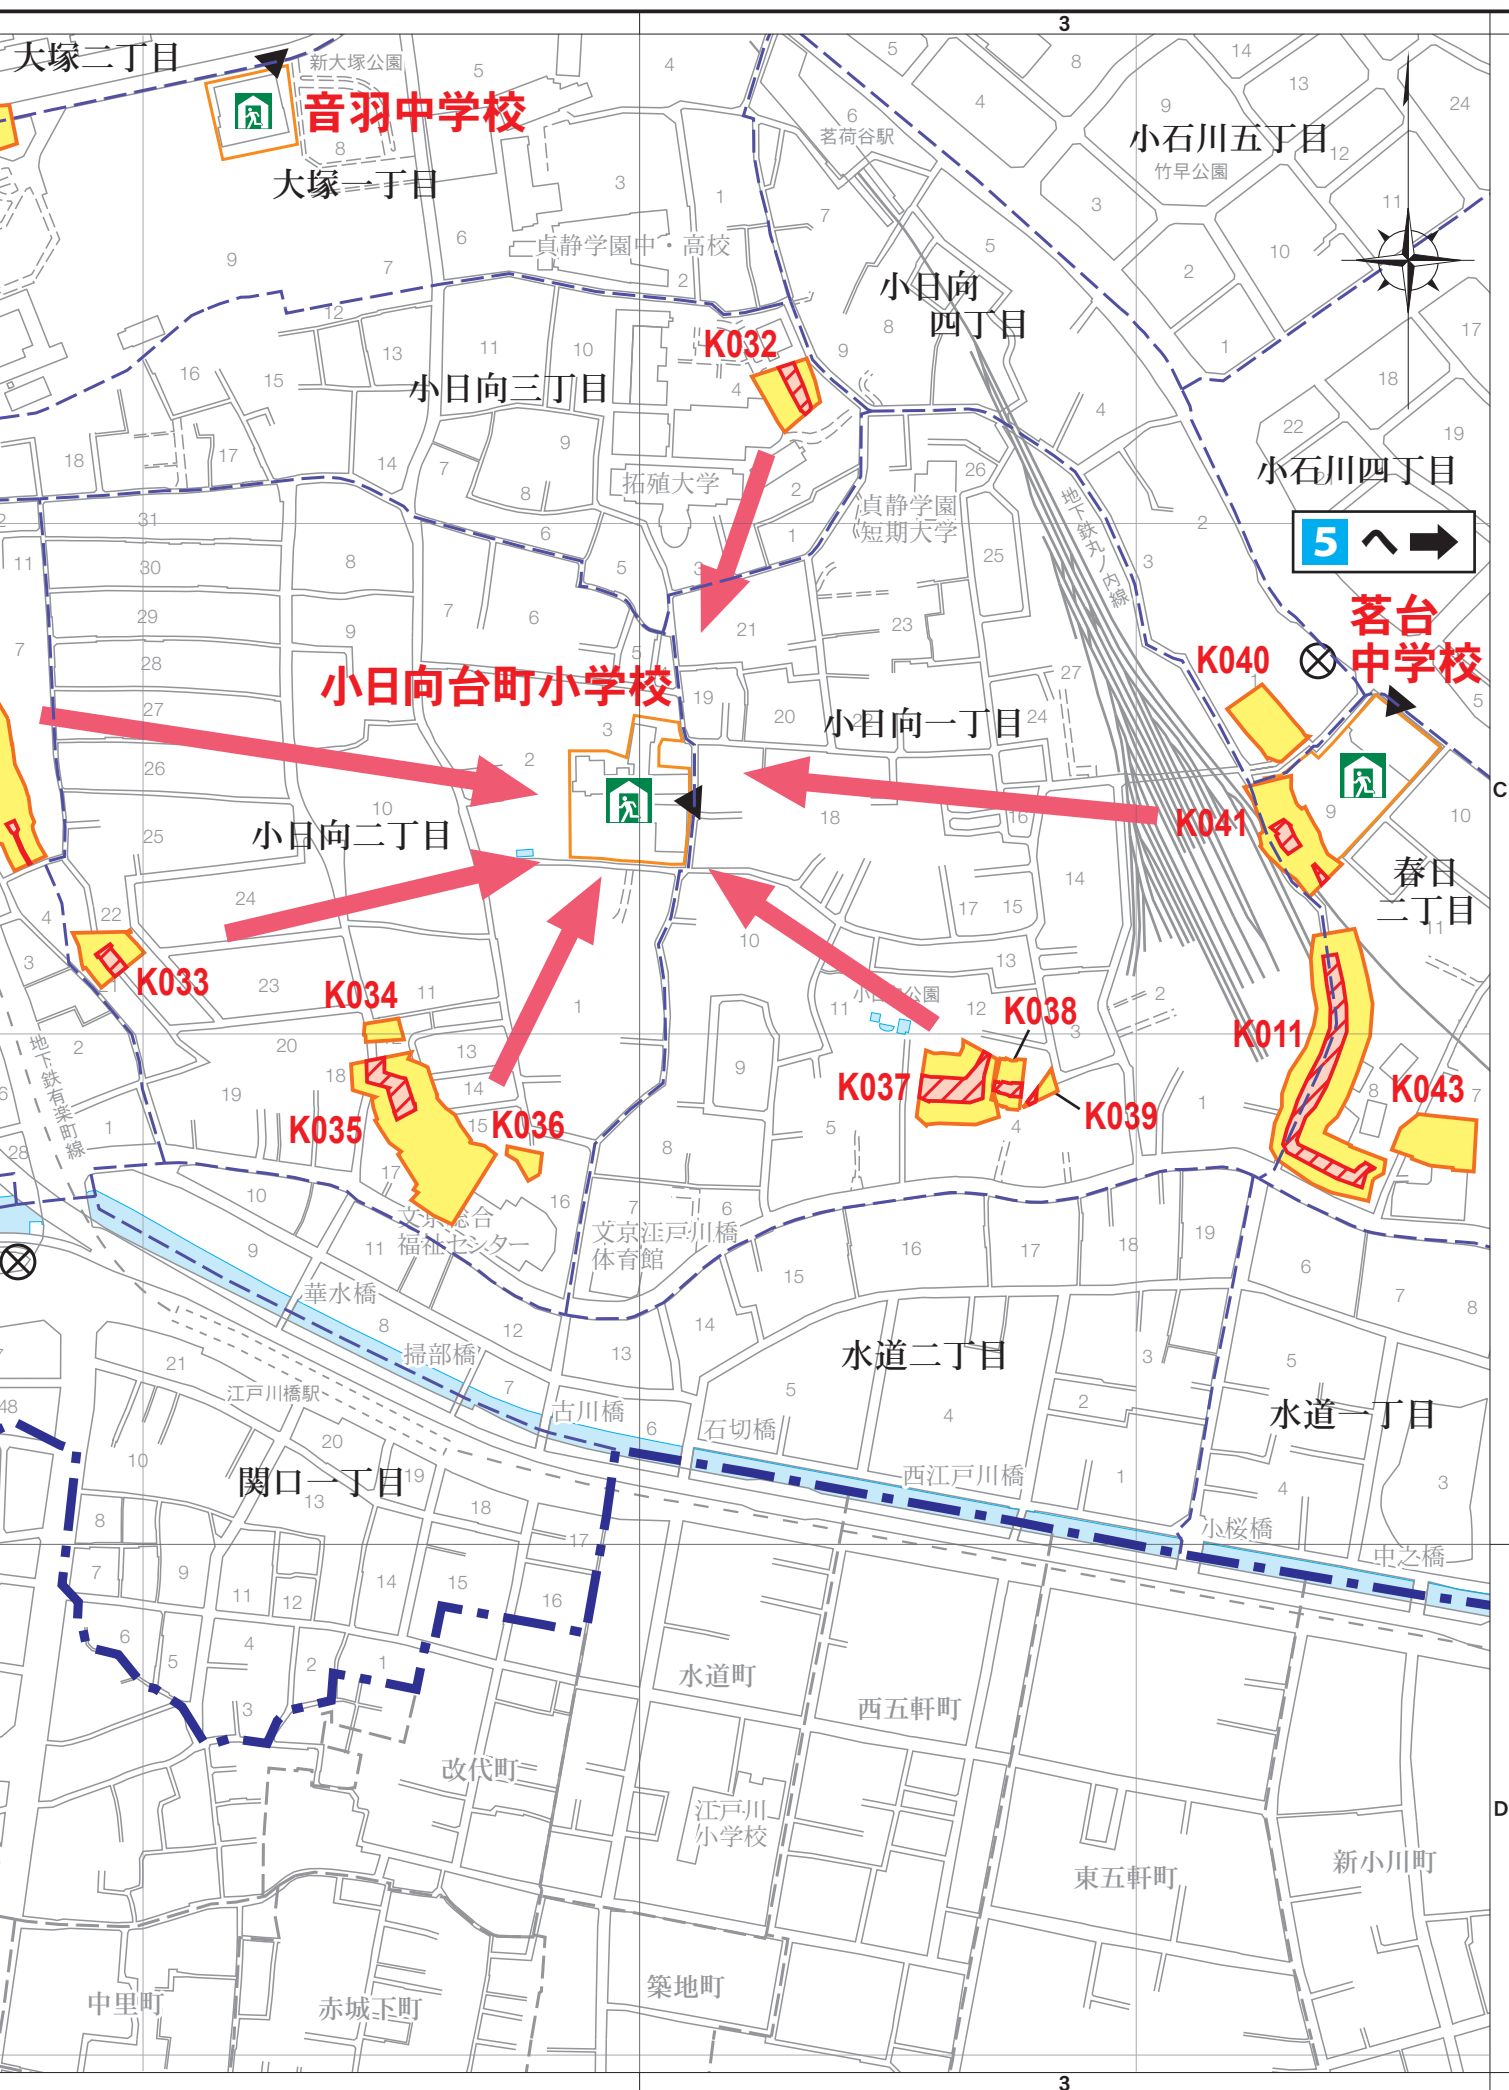 3
大塚二丁目
新大塚公園
音羽中学校
大塚一丁目
茗荷谷駅
小石川五丁目
竹早公園
貞静学園中・高校
小日向
四丁目
K032
小日向三丁目
拓殖大学
貞静学園
短期大学
地下鉄丸ノ内線
小石川四丁目
5 へ
茗台
中学校
K040
小日向台町小学校
小日向一丁目
C
小日向二丁目
K041
春日
二丁目
K033
K034
小日向公園
K038
K011
K037
K039
K043
K035
K036
地下鉄有楽町線
文京総合
福祉センター
文京江戸川橋
体育館
華水橋
掃部橋
江戸川橋駅
古川橋
石切橋
水道二丁目
水道一丁目
関口一丁目
西江戸川橋
小桜橋
中之橋
水道町
西五軒町
改代町
江戸川
小学校
D
東五軒町
新小川町
中里町
赤城下町
築地町
3